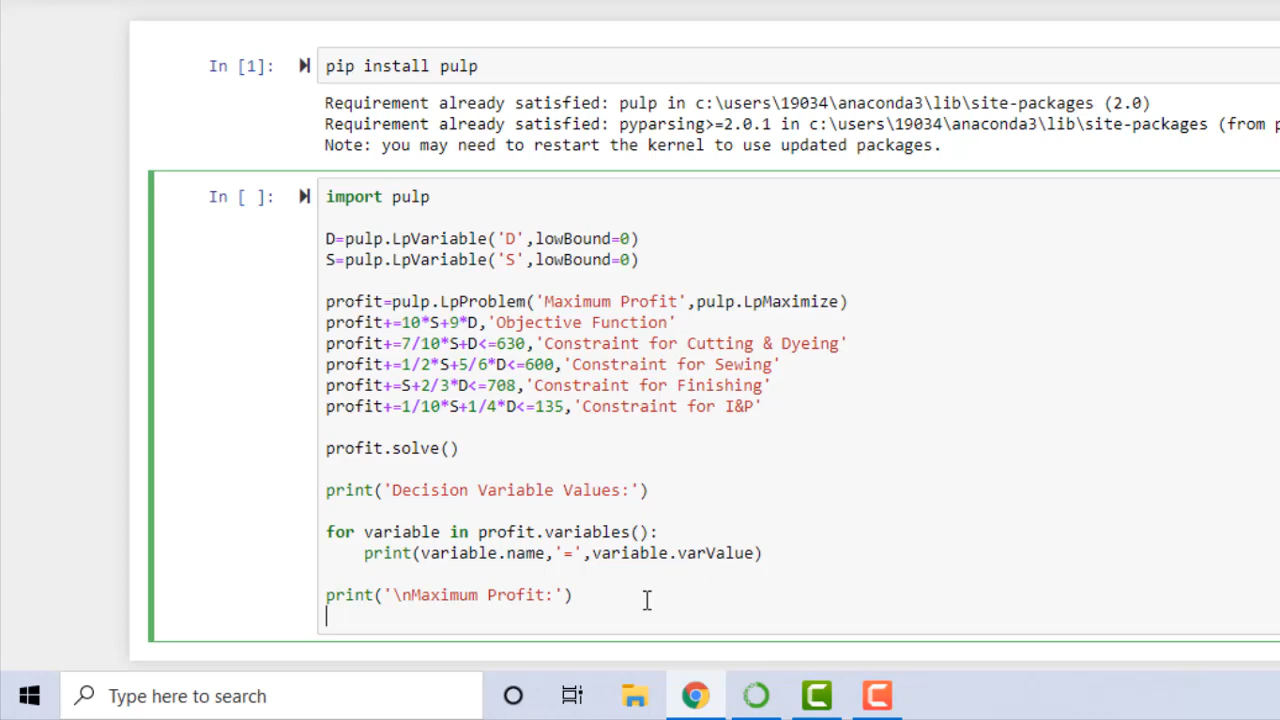 In [1]: pip install pulp
Requirement already satisfied: pulp in c:\users\19034\anaconda3\lib\site-packages (2.0)
Requirement already satisfied: pyparsing>=2.0.1 in c:\users\19034\anaconda3\lib\site-packages (from
Note: you may need to restart the kernel to use updated packages.
In [ ]: import pulp
D=pulp.LpVariable('D',lowBound=0)
S=pulp.LpVariable('S',lowBound=0)
profit=pulp.LpProblem('Maximum Profit',pulp.LpMaximize)
profit+=10*S+9*D,'Objective Function'
profit+=7/10*S+D<=630,'Constraint for Cutting & Dyeing'
profit+=1/2*S+5/6*D<=600,'Constraint for Sewing'
profit+=S+2/3*D<=708,'Constraint for Finishing'
profit+=1/10*S+1/4*D<=135,'Constraint for I&P'
profit.solve()
print('Decision Variable Values:')
for variable in profit.variables():
    print(variable.name,'=',variable.varValue)
print('\nMaximum Profit:')
Type here to search